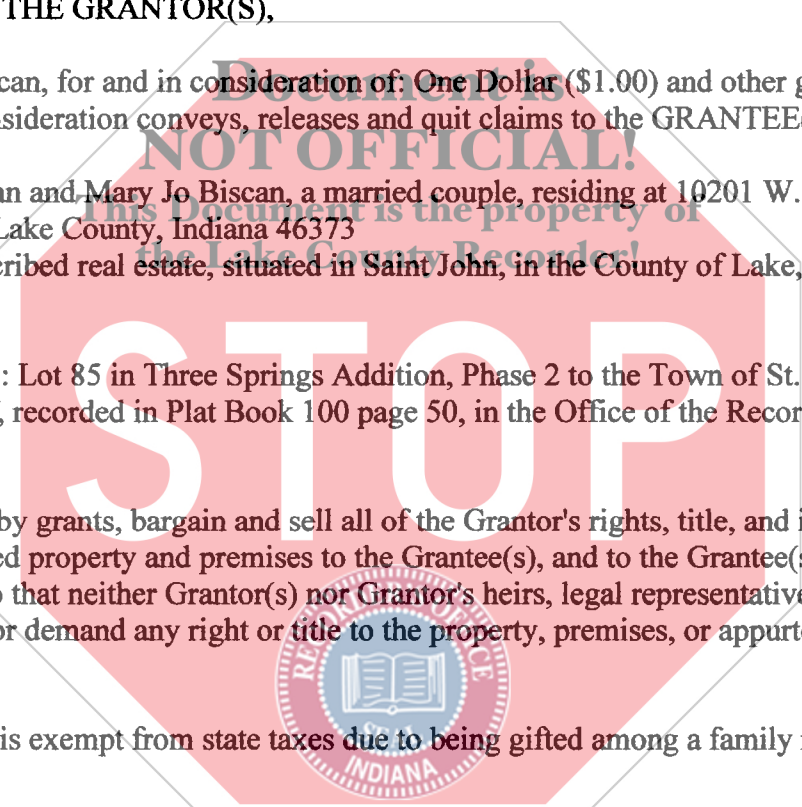 THE GRANTOR(S),
Document is
can, for and in consideration of: One Dollar ($1.00) and other g
sideration conveys, releases and quit claims to the GRANTEE(
NOT OFFICIAL!
an and Mary Jo Biscan, a married couple, residing at 10201 W.
This Document is the property of
Lake County, Indiana 46373
the Lake County Recorder!
cribed real estate, situated in Saint John, in the County of Lake,
STOP
: Lot 85 in Three Springs Addition, Phase 2 to the Town of St.
, recorded in Plat Book 100 page 50, in the Office of the Recor
by grants, bargain and sell all of the Grantor's rights, title, and i
ed property and premises to the Grantee(s), and to the Grantee(s
o that neither Grantor(s) nor Grantor's heirs, legal representative
or demand any right or title to the property, premises, or appurt
RECORDER'S OFFICE
SEAL
INDIANA
is exempt from state taxes due to being gifted among a family